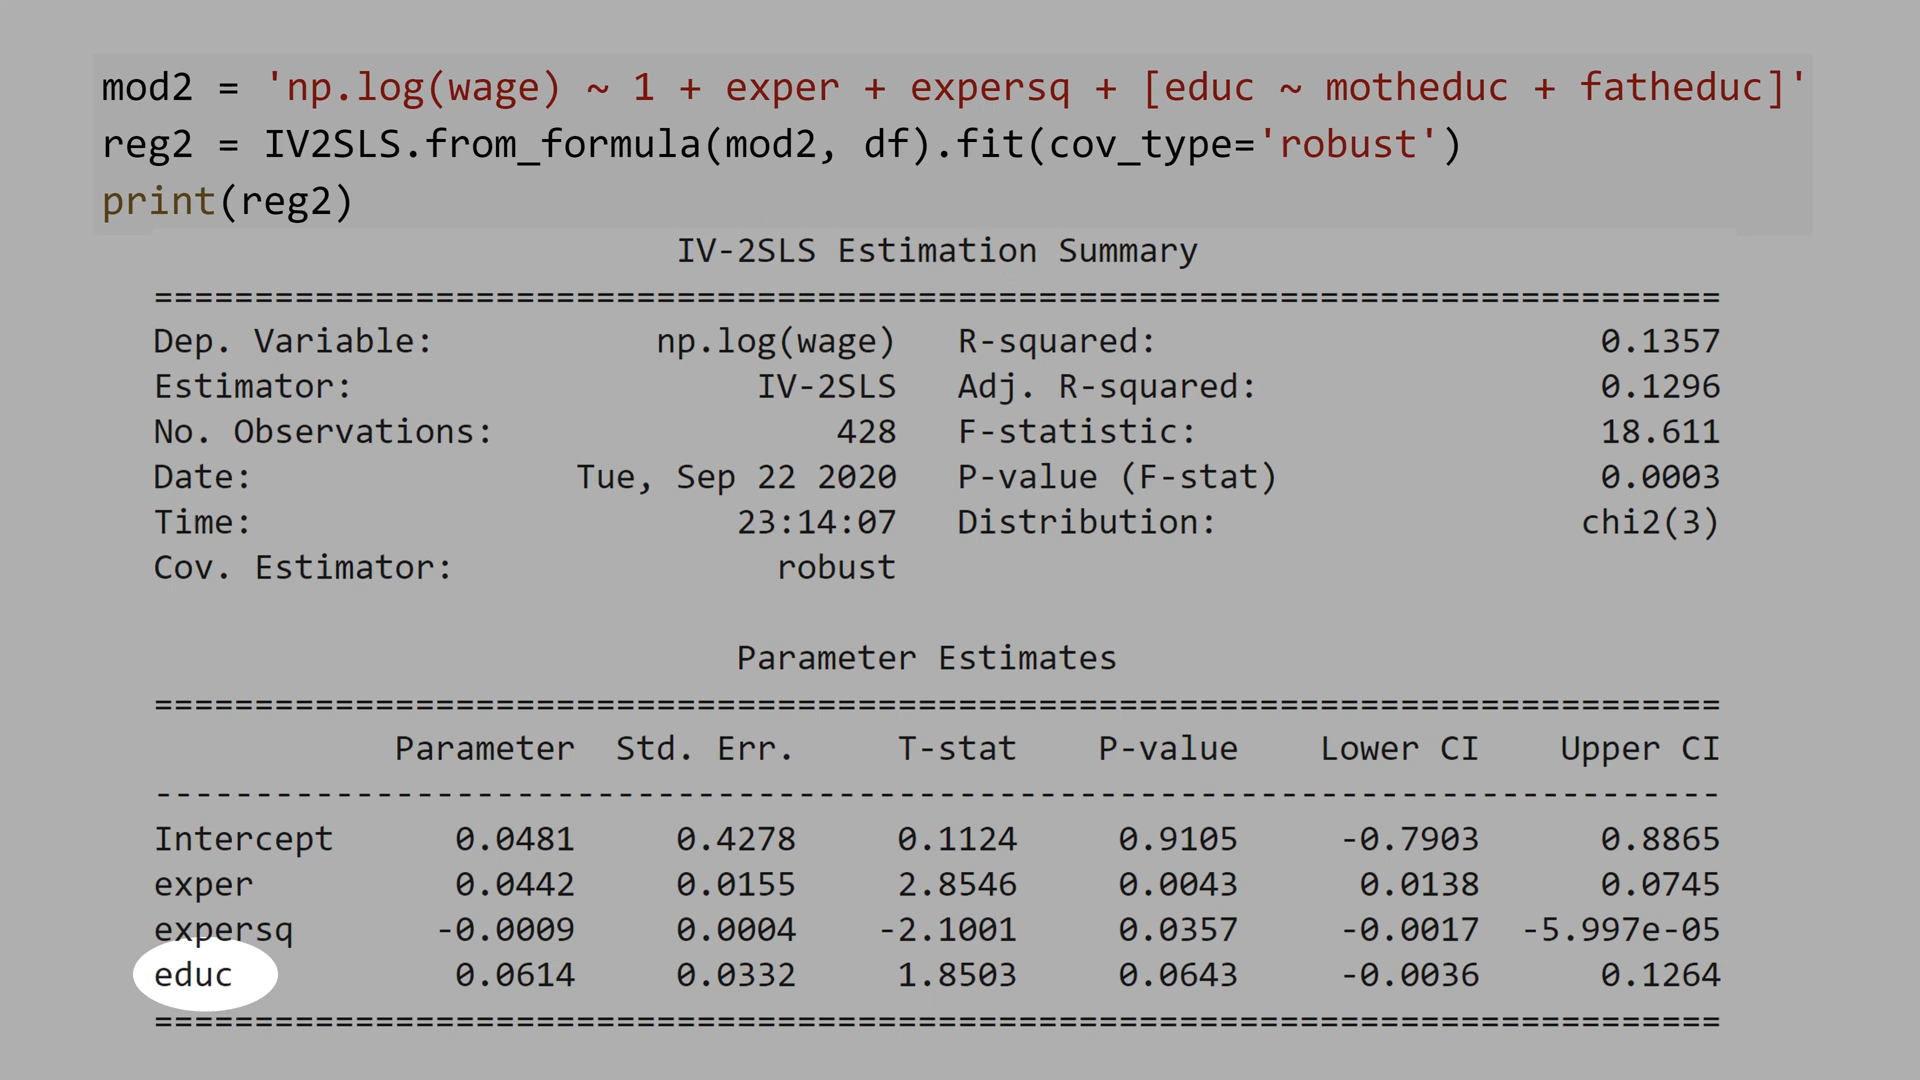 mod2 = 'np.log(wage) ~ 1 + exper + expersq + [educ ~ motheduc + fatheduc]'
reg2 = IV2SLS.from_formula(mod2, df).fit(cov_type='robust')
print(reg2)
IV-2SLS Estimation Summary
==============================================================================
Dep. Variable: np.log(wage) R-squared: 0.1357
Estimator: IV-2SLS Adj. R-squared: 0.1296
No. Observations: 428 F-statistic: 18.611
Date: Tue, Sep 22 2020 P-value (F-stat) 0.0003
Time: 23:14:07 Distribution: chi2(3)
Cov. Estimator: robust
Parameter Estimates
==============================================================================
Parameter Std. Err. T-stat P-value Lower CI Upper CI
------------------------------------------------------------------------------
Intercept 0.0481 0.4278 0.1124 0.9105 -0.7903 0.8865
exper 0.0442 0.0155 2.8546 0.0043 0.0138 0.0745
expersq -0.0009 0.0004 -2.1001 0.0357 -0.0017 -5.997e-05
educ 0.0614 0.0332 1.8503 0.0643 -0.0036 0.1264
==============================================================================